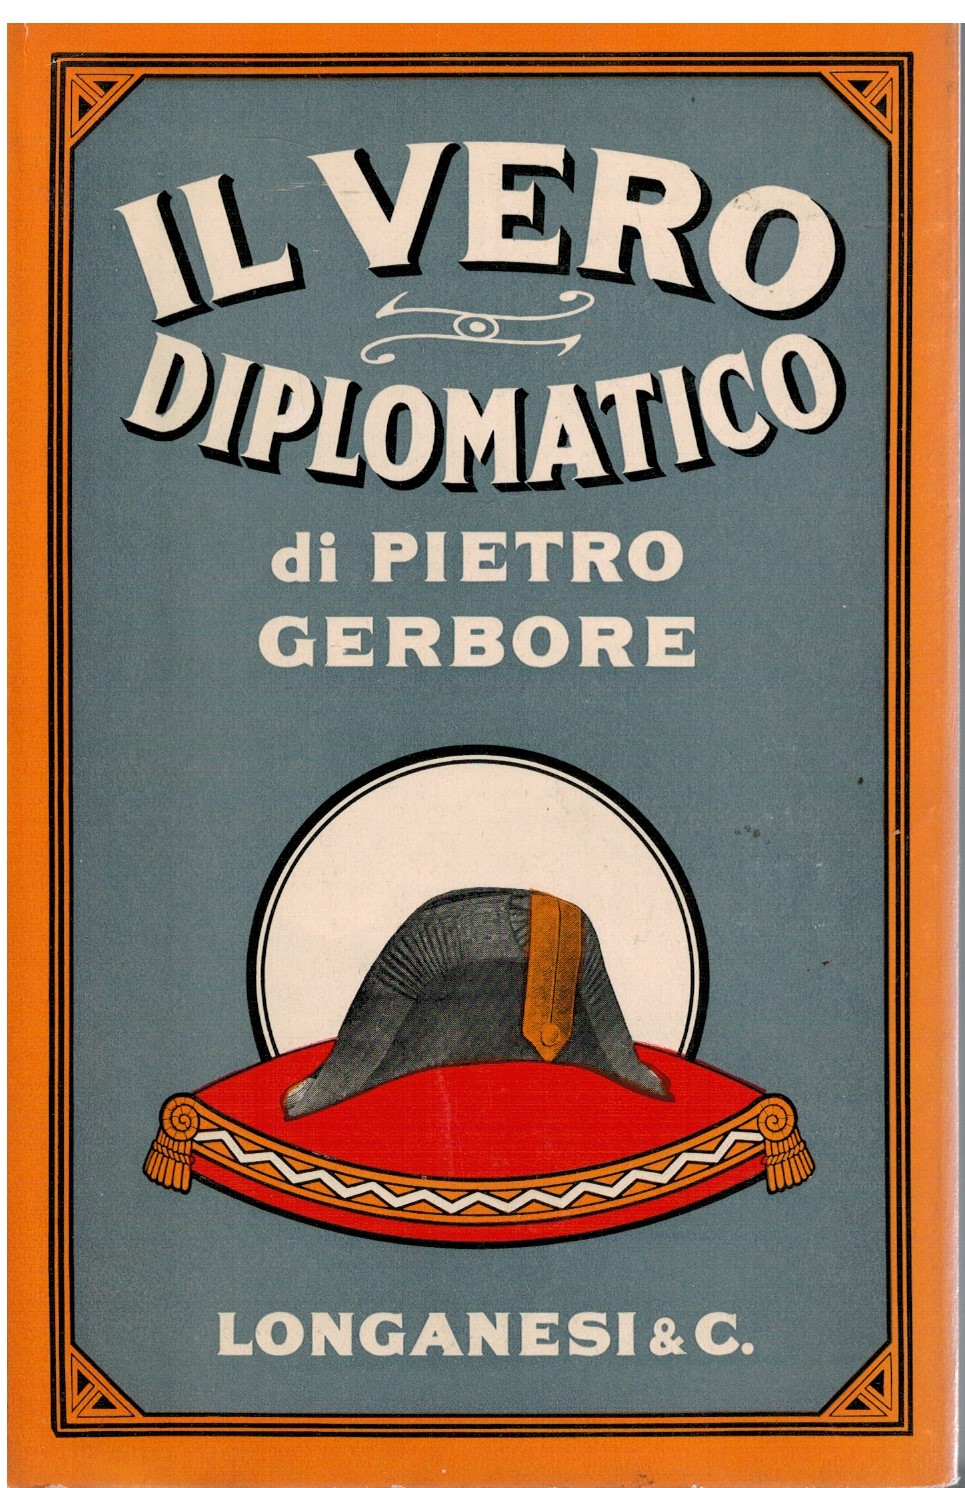 IL VERO
DIPLOMATICO
di PIETRO
GERBORE
LONGANESI & C.